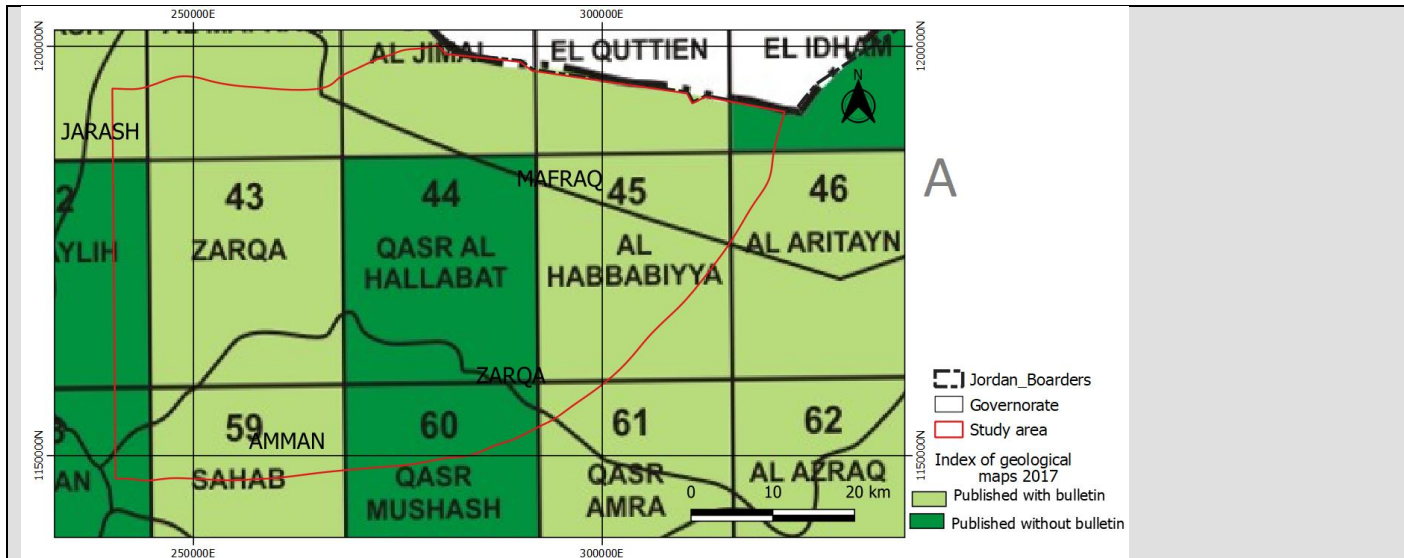 250000E
300000E
1200000N
1200000N
AL JIMAL
EL QUTTIEN
EL IDHAM
N
JARASH
A
MAFRAQ
43
44
45
46
ZARQA
QASR AL
HALLABAT
AL
HABBABIYYA
AL ARITAYN
AYLIH
ZARQA
59
60
61
62
AMMAN
SAHAB
QASR
MUSHASH
QASR
AMRA
AL AZRAQ
AN
1150000N
1150000N
0 10 20 km
250000E
300000E
Jordan_Boarders
Governorate
Study area
Index of geological
maps 2017
Published with bulletin
Published without bulletin